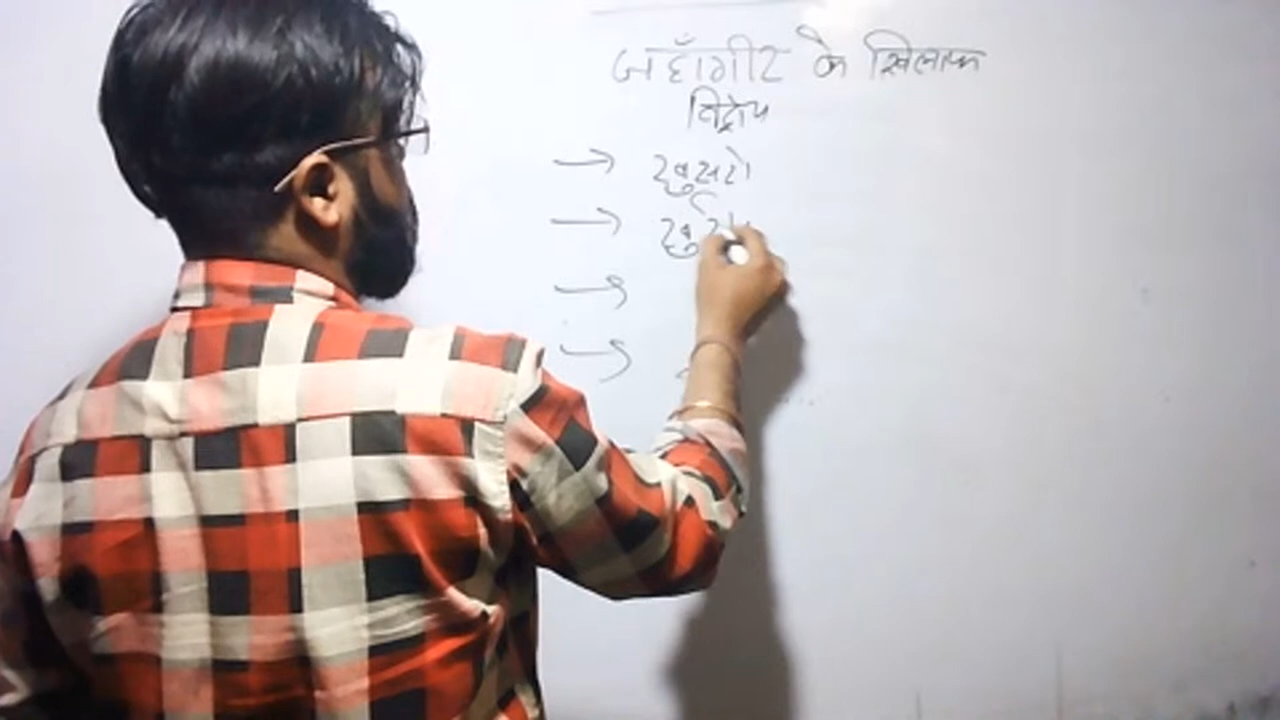 जहाँगीर के खिलाफ
विद्रोह
→ खुसरो
→
→
→